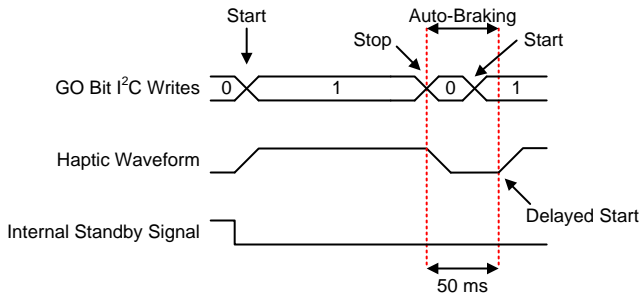 Start
Auto-Braking
Stop
Start
GO Bit I²C Writes
0
1
0
1
Haptic Waveform
Delayed Start
Internal Standby Signal
50 ms